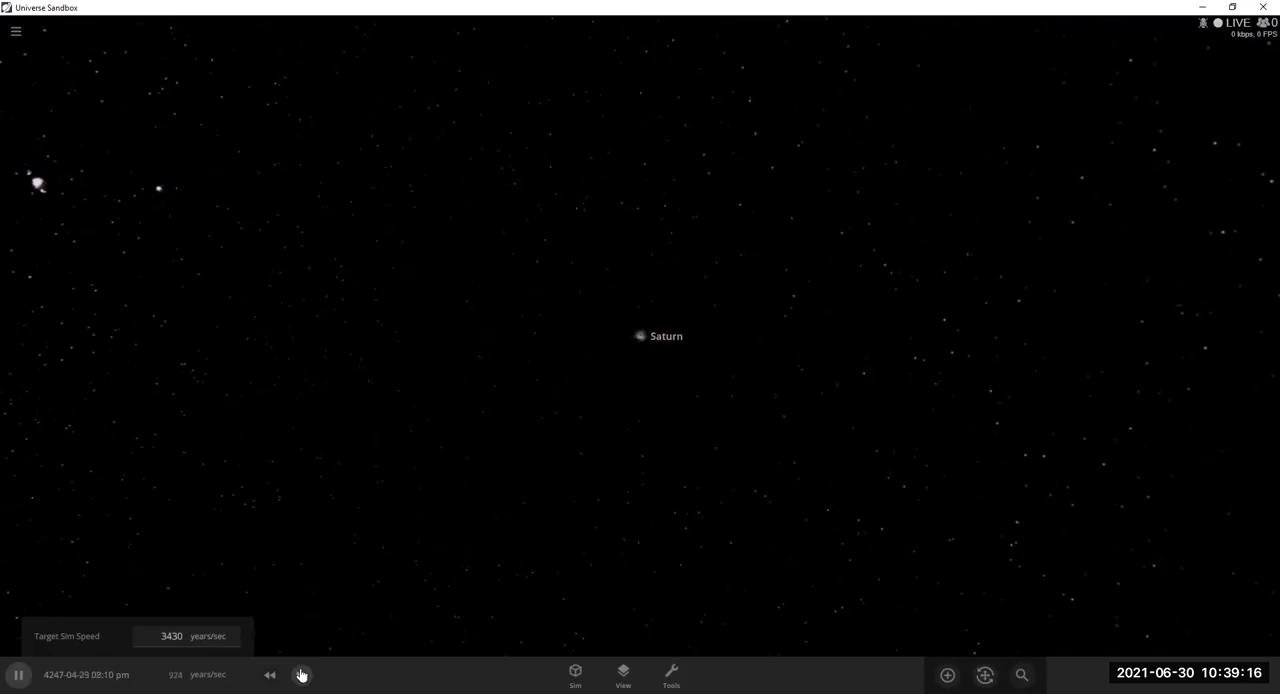 Universe Sandbox
LIVE 0
0 kbps, 0 FPS
Saturn
Target Sim Speed 3430 years/sec
4247-04-29 08:10 pm 924 years/sec
Sim View Tools
2021-06-30 10:39:16